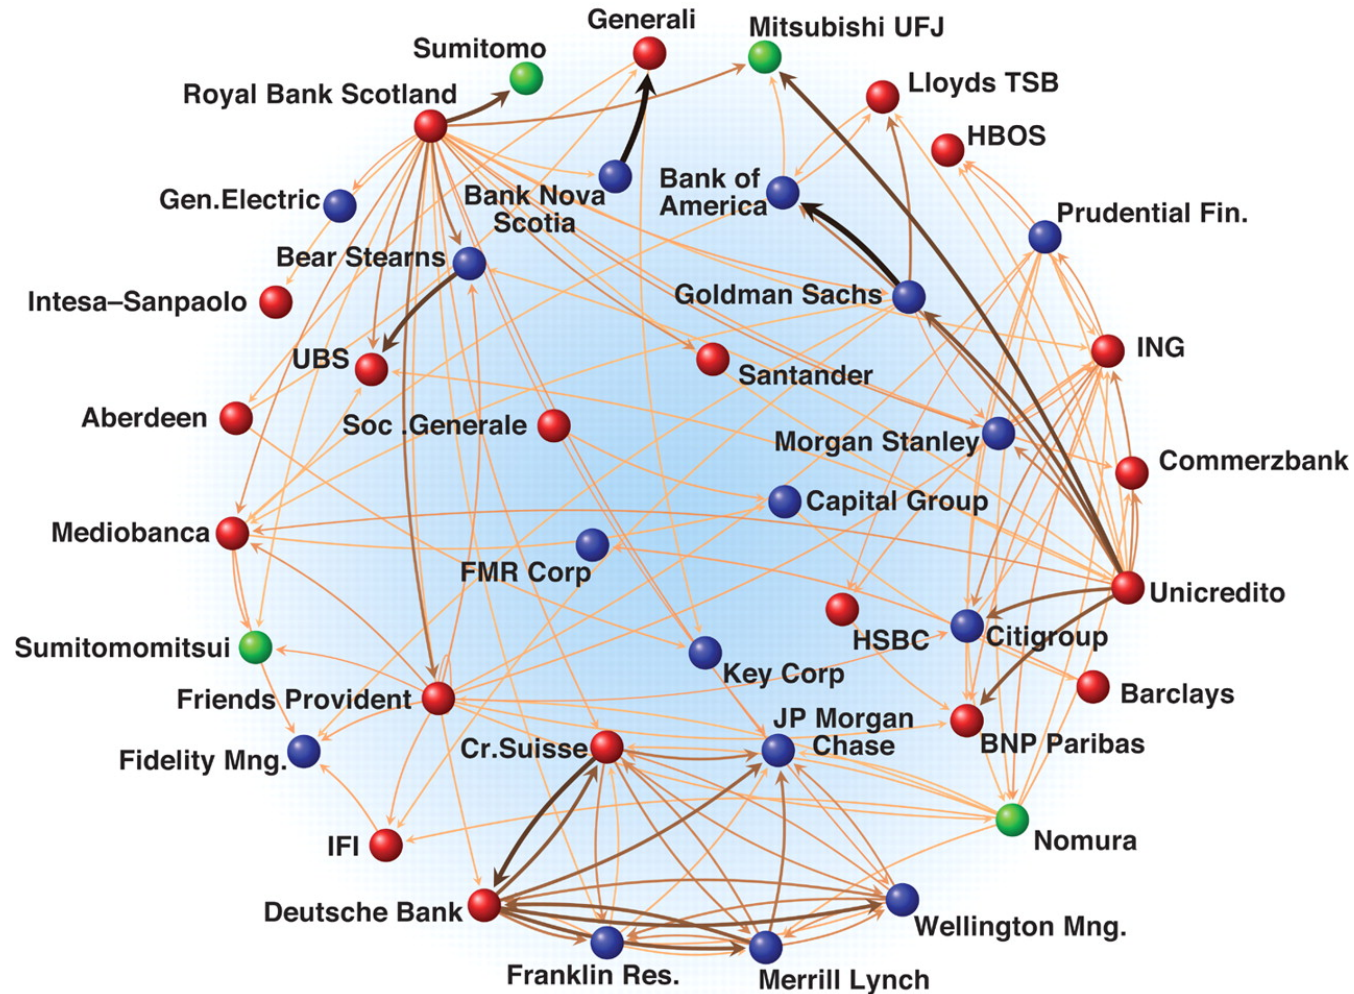 Generali
Mitsubishi UFJ
Sumitomo
Royal Bank Scotland
Lloyds TSB
HBOS
Gen.Electric
Bank Nova
Scotia
Bank of
America
Prudential Fin.
Bear Stearns
Goldman Sachs
Intesa–Sanpaolo
UBS
Santander
ING
Aberdeen
Soc .Generale
Morgan Stanley
Commerzbank
Capital Group
Mediobanca
FMR Corp
Unicredito
HSBC
Citigroup
Sumitomomitsui
Key Corp
Friends Provident
Barclays
JP Morgan
Chase
BNP Paribas
Cr.Suisse
Fidelity Mng.
IFI
Nomura
Deutsche Bank
Wellington Mng.
Franklin Res.
Merrill Lynch